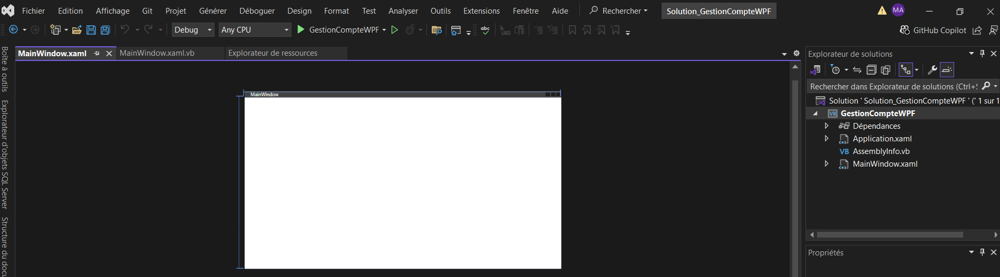 Fichier Edition Affichage Git Projet Générer Déboguer Design Format Test Analyser Outils Extensions Fenêtre Aide Rechercher Solution_GestionCompteWPF MA
Debug Any CPU GestionCompteWPF abc GitHub Copilot
MainWindow.xaml MainWindow.xaml.vb Explorateur de ressources
Boîte à outils
Explorateur d'objets SQL Server
Structure du docu
MainWindow
Explorateur de solutions
Rechercher dans Explorateur de solutions (Ctrl+$
Solution ' Solution_GestionCompteWPF ' (' 1 sur 1
VB GestionCompteWPF
Dépendances
Application.xaml
VB AssemblyInfo.vb
MainWindow.xaml
Propriétés